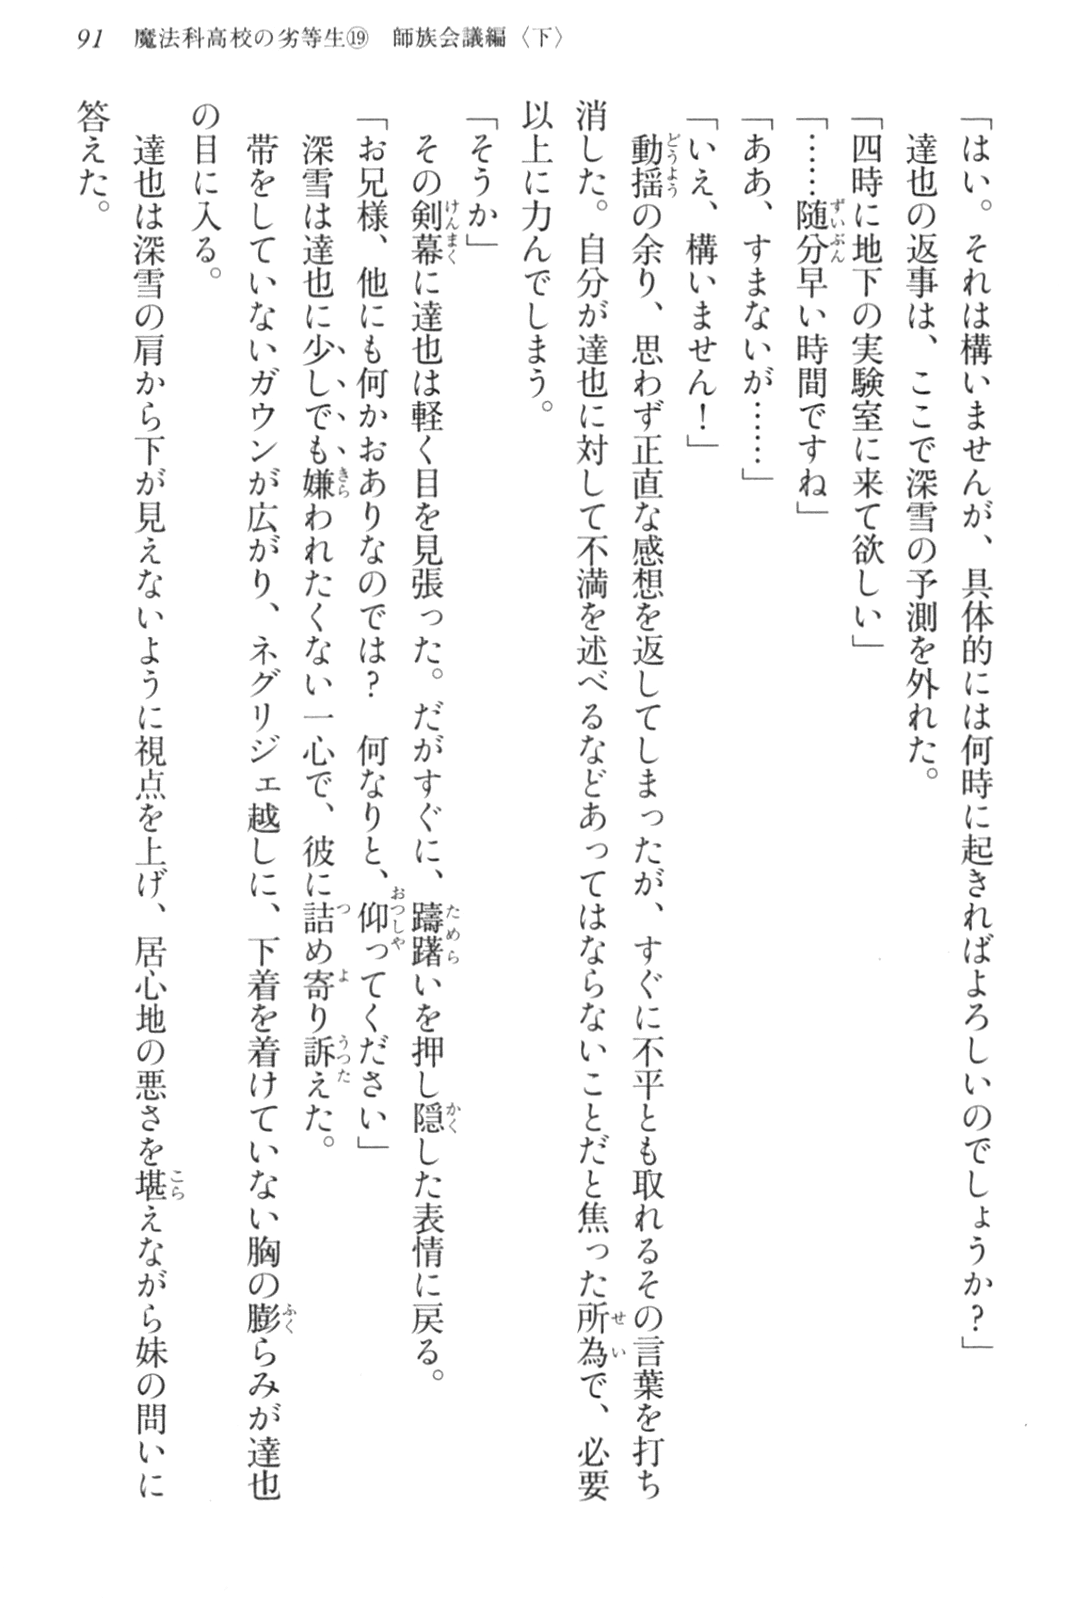 91　魔法科高校の劣等生⑲　師族会議編〈下〉
「はい。それは構いませんが、具体的には何時に起きればよろしいのでしょうか？」
　達也の返事は、ここで深雪の予測を外れた。
「四時に地下の実験室に来て欲しい」
「……随分早い時間ですね」
「ああ、すまないが……」
「いえ、構いません！」
　動揺の余り、思わず正直な感想を返してしまったが、すぐに不平とも取れるその言葉を打ち
消した。自分が達也に対して不満を述べるなどあってはならないことだと焦った所為で、必要
以上に力んでしまう。
「そうか」
　その剣幕に達也は軽く目を見張った。だがすぐに、躊躇いを押し隠した表情に戻る。
「お兄様、他にも何かおありなのでは？　何なりと、仰ってください」
　深雪は達也に少しでも嫌われたくない一心で、彼に詰め寄り訴えた。
　帯をしていないガウンが広がり、ネグリジェ越しに、下着を着けていない胸の膨らみが達也
の目に入る。
　達也は深雪の肩から下が見えないように視点を上げ、居心地の悪さを堪えながら妹の問いに
答えた。